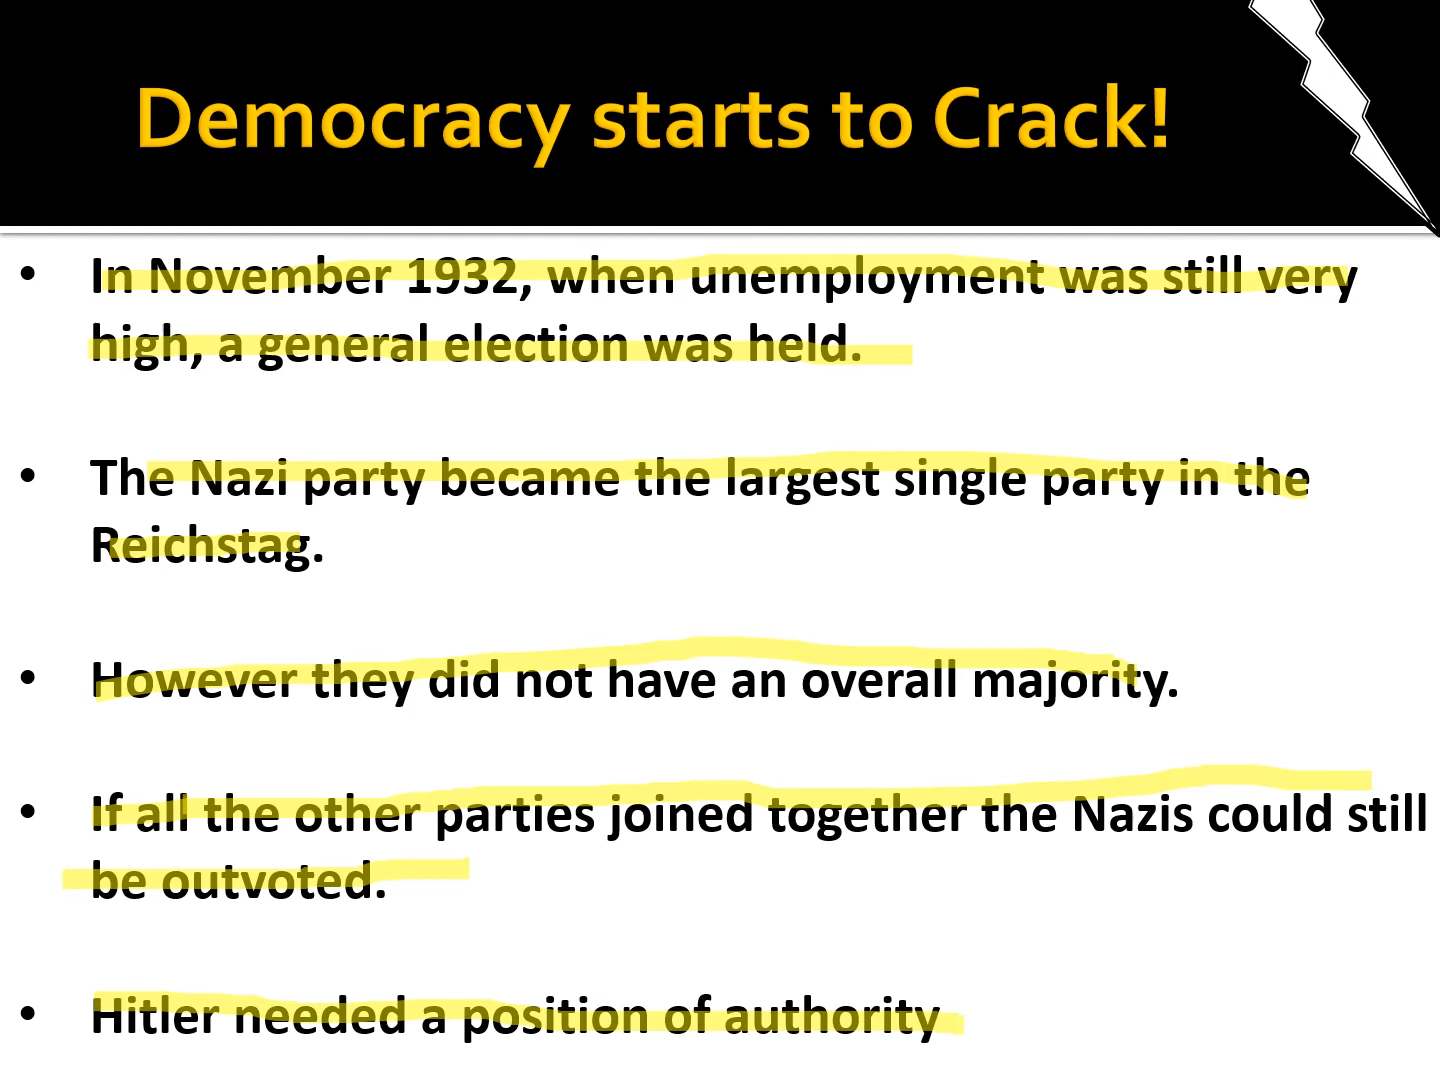 Democracy starts to Crack!
• In November 1932, when unemployment was still very
high, a general election was held.
• The Nazi party became the largest single party in the
Reichstag.
• However they did not have an overall majority.
• If all the other parties joined together the Nazis could still
be outvoted.
• Hitler needed a position of authority